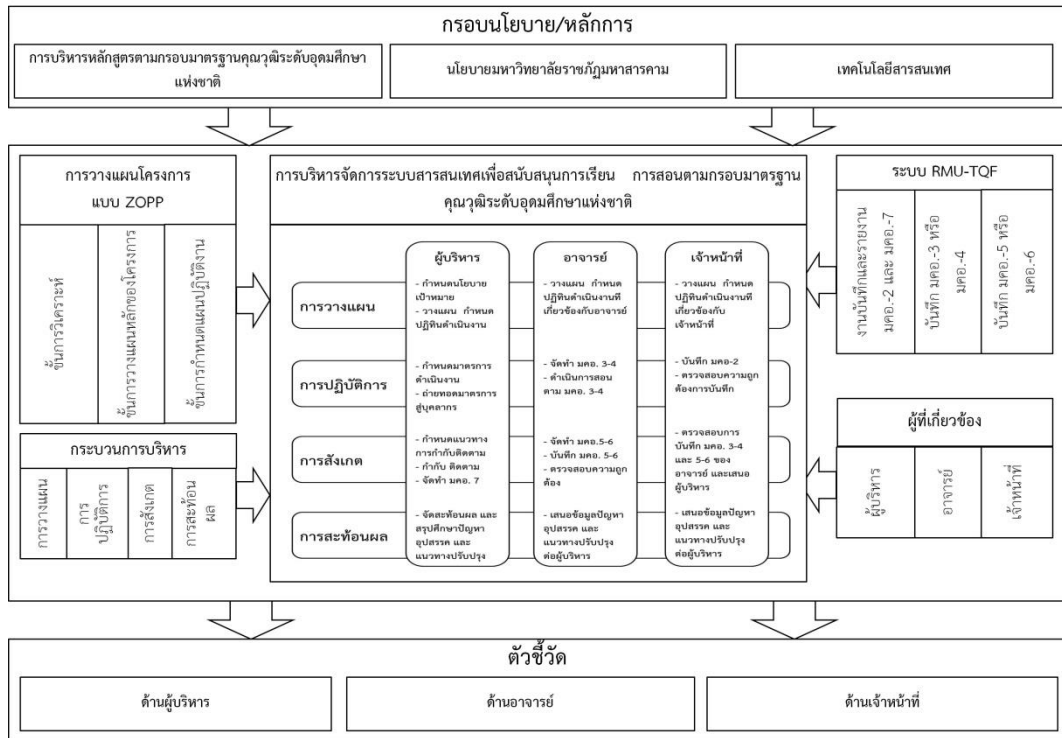 กรอบนโยบาย/หลักการ
การบริหารหลักสูตรตามกรอบมาตรฐานคุณวุฒิระดับอุดมศึกษา
แห่งชาติ
นโยบายมหาวิทยาลัยราชภัฏมหาสารคาม
เทคโนโลยีสารสนเทศ
การวางแผนโครงการ
แบบ ZOPP
ขั้นการวิเคราะห์
ขั้นการวางแผนหลักของโครงการ
ขั้นการกำหนดแผนปฏิบัติงาน
กระบวนการบริหาร
การวางแผน
การ
ปฏิบัติการ
การสังเกต
การสะท้อน
ผล
การบริหารจัดการระบบสารสนเทศเพื่อสนับสนุนการเรียน การสอนตามกรอบมาตรฐาน
คุณวุฒิระดับอุดมศึกษาแห่งชาติ
ผู้บริหาร
อาจารย์
เจ้าหน้าที่
การวางแผน
- กำหนดนโยบาย
เป้าหมาย
- วางแผน กำหนด
ปฏิทินดำเนินงาน
- วางแผน กำหนด
ปฏิทินดำเนินงานที่
เกี่ยวข้องกับอาจารย์
- วางแผน กำหนด
ปฏิทินดำเนินงานที่
เกี่ยวข้องกับ
เจ้าหน้าที่
การปฏิบัติการ
- กำหนดมาตรการ
ดำเนินงาน
- ถ่ายทอดมาตรการ
สู่บุคลากร
- จัดทำ มคอ. 3-4
- ดำเนินการสอน
ตาม มคอ. 3-4
- บันทึก มคอ-2
- ตรวจสอบความถูก
ต้องการบันทึก
การสังเกต
- กำหนดแนวทาง
การกำกับติดตาม
- กำกับ ติดตาม
- จัดทำ มคอ. 7
- จัดทำ มคอ.5-6
- บันทึก มคอ. 5-6
- ตรวจสอบความถูก
ต้อง
- ตรวจสอบการ
บันทึก มคอ. 3-4
และ 5-6 ของ
อาจารย์ และเสนอ
ผู้บริหาร
การสะท้อนผล
- จัดสะท้อนผล และ
สรุปศึกษาปัญหา
อุปสรรค และ
แนวทางปรับปรุง
- เสนอข้อมูลปัญหา
อุปสรรค และ
แนวทางปรับปรุง
ต่อผู้บริหาร
- เสนอข้อมูลปัญหา
อุปสรรค และ
แนวทางปรับปรุง
ต่อผู้บริหาร
ระบบ RMU-TQF
งานบันทึกและรายงาน
มคอ.-2 และ มคอ.-7
บันทึก มคอ.-3 หรือ
มคอ.-4
บันทึก มคอ.-5 หรือ
มคอ.-6
ผู้ที่เกี่ยวข้อง
ผู้บริหาร
อาจารย์
เจ้าหน้าที่
ตัวชี้วัด
ด้านผู้บริหาร
ด้านอาจารย์
ด้านเจ้าหน้าที่